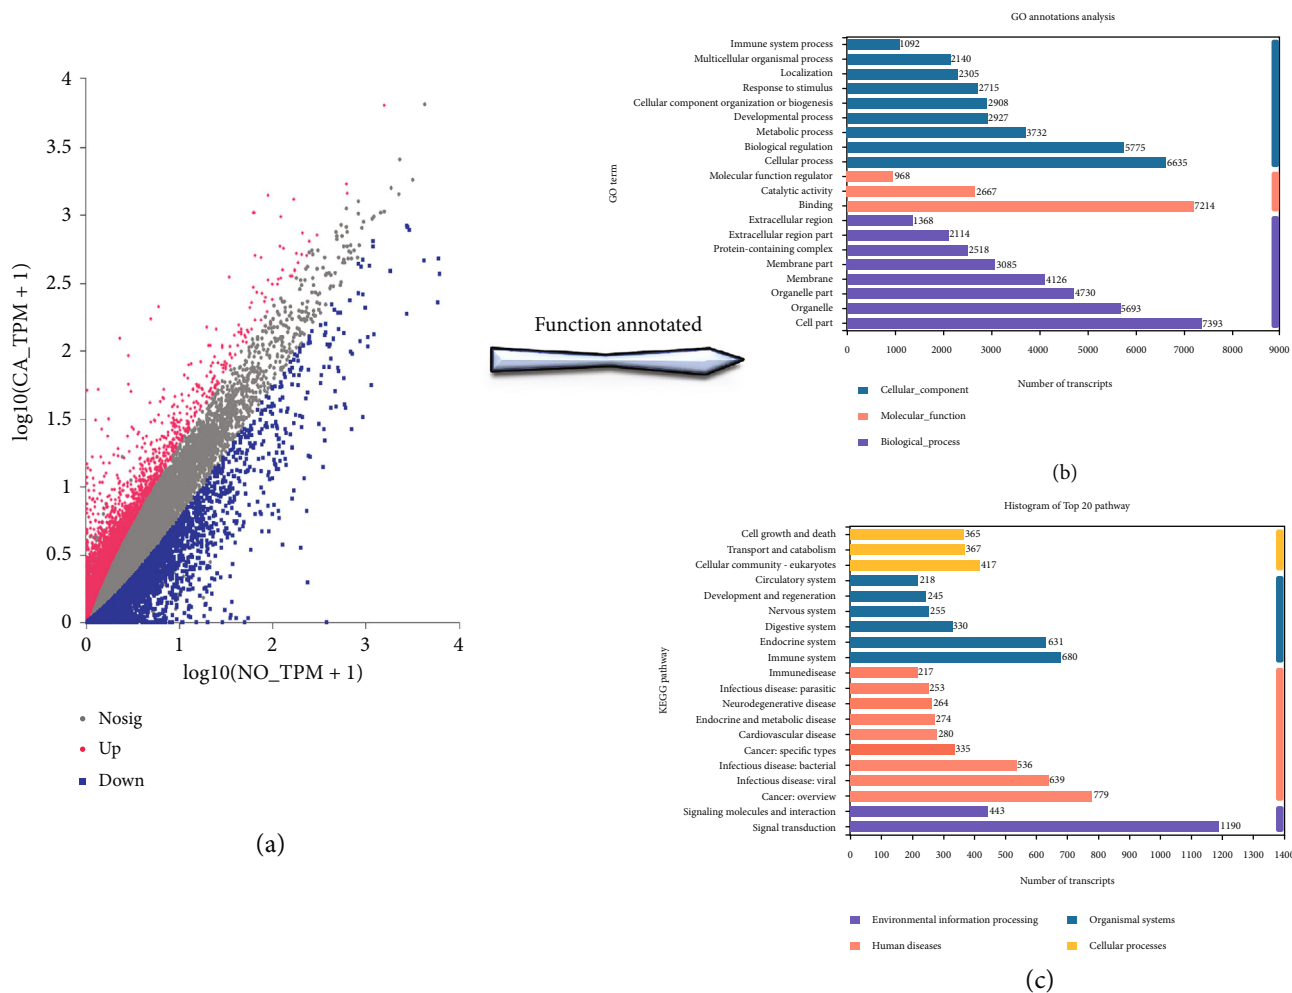 4
3.5
3
2.5
2
1.5
1
0.5
0
log10(CA_TPM + 1)
0 1 2 3 4
log10(NO_TPM + 1)
Nosig
Up
Down
(a)
Function annotated
GO annotations analysis
GO term
Immune system process 1092
Multicellular organismal process 2140
Localization 2305
Response to stimulus 2715
Cellular component organization or biogenesis 2908
Developmental process 2927
Metabolic process 3732
Biological regulation 5775
Cellular process 6635
Molecular function regulator 968
Catalytic activity 2667
Binding 7214
Extracellular region 1368
Extracellular region part 2114
Protein-containing complex 2518
Membrane part 3085
Membrane 4126
Organelle part 4730
Organelle 5693
Cell part 7393
0 1000 2000 3000 4000 5000 6000 7000 8000 9000
Number of transcripts
Cellular_component
Molecular_function
Biological_process
(b)
Histogram of Top 20 pathway
KEGG pathway
Cell growth and death 365
Transport and catabolism 367
Cellular community - eukaryotes 417
Circulatory system 218
Development and regeneration 245
Nervous system 255
Digestive system 330
Endocrine system 631
Immune system 680
Immunedisease 217
Infectious disease: parasitic 253
Neurodegenerative disease 264
Endocrine and metabolic disease 274
Cardiovascular disease 280
Cancer: specific types 335
Infectious disease: bacterial 536
Infectious disease: viral 639
Cancer: overview 779
Signaling molecules and interaction 443
Signal transduction 1190
0 100 200 300 400 500 600 700 800 900 1000 1100 1200 1300 1400
Number of transcripts
Environmental information processing Organismal systems
Human diseases Cellular processes
(c)